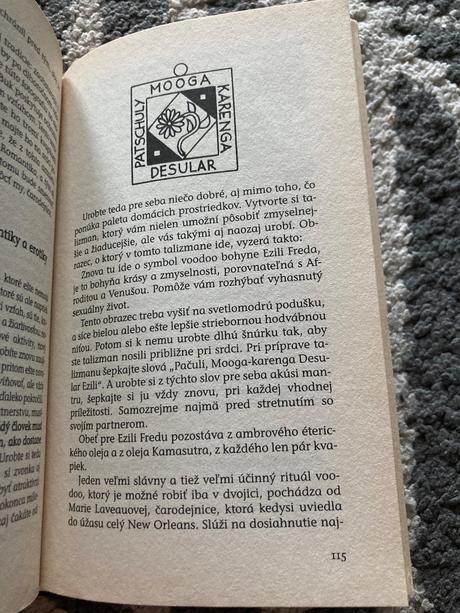 ntiky a erotiky
MOOGA
PATSCHULY
KARENGA
DESULAR
Urobte teda pre seba niečo dobré, aj mimo toho, čo
ponúka paleta domácich prostriedkov. Vytvorte si ta-
lizman, ktorý vám nielen umožní pôsobiť zmyselnej-
šie a žiaducejšie, ale vás takými aj naozaj urobí. Ob-
razec, o ktorý v tomto talizmane ide, vyzerá takto:
Znova tu ide o symbol voodoo bohyne Ezili Freda,
je to bohyňa krásy a zmyselnosti, porovnateľná s Af-
roditou a Venušou. Pomôže vám rozhýbať vyhasnutý
sexuálny život.
Tento obrazec treba vyšiť na svetlomodrú podušku,
a síce bielou alebo ešte lepšie striebornou hodvábnou
niťou. Potom si k nemu urobte dlhú šnúrku tak, aby
ste talizman nosili približne pri srdci. Pri príprave ta-
lizmanu šepkajte slová „Pačuli, Mooga-karenga Desu-
lar Ezili“. A urobte si z týchto slov pre seba akúsi man-
tru, šepkajte si ju vždy znovu, pri každej vhodnej
príležitosti. Samozrejme najmä pred stretnutím so
svojím partnerom.
Obeť pre Ezili Fredu pozostáva z ambrového éteric-
kého oleja a z oleja Kamasutra, z každého len pár kva-
piek.
Jeden veľmi slávny a tiež veľmi účinný rituál voo-
doo, ktorý je možné robiť iba v dvojici, pochádza od
Marie Laveauovej, čarodejnice, ktorá kedysi uviedla
do úžasu celý New Orleans. Slúži na dosiahnutie naj-
115